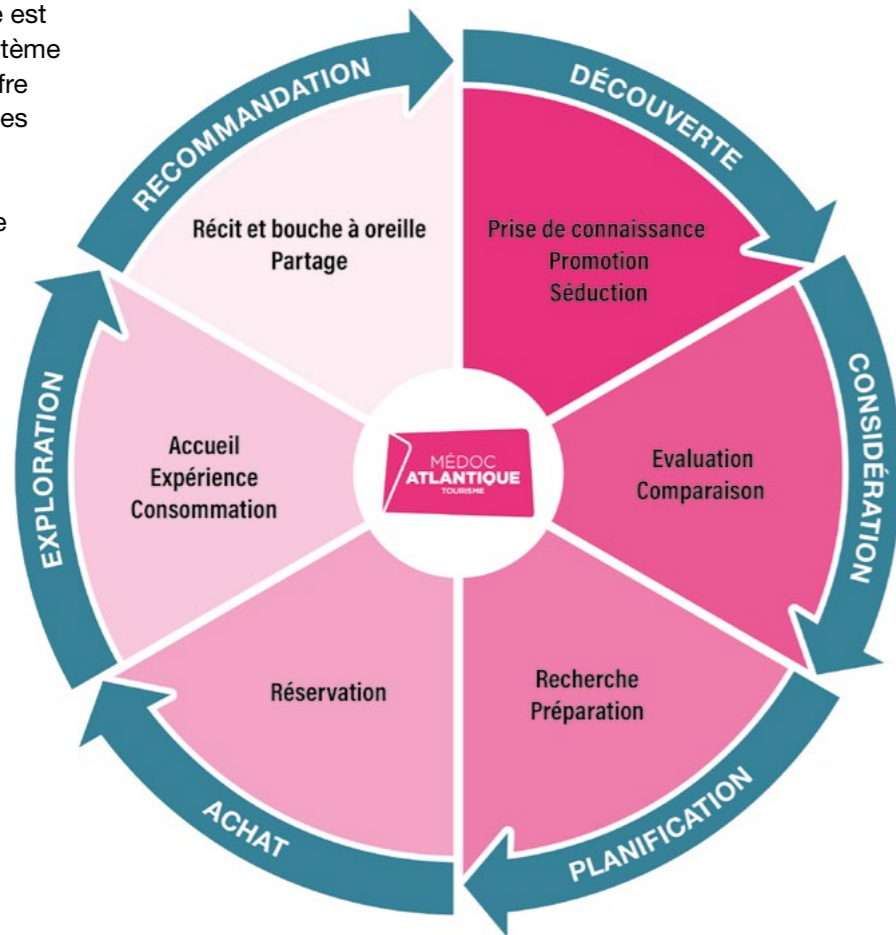 e est
tème
fre
es
e
RECOMMANDATION
Récit et bouche à oreille
Partage
DÉCOUVERTE
Prise de connaissance
Promotion
Séduction
CONSIDÉRATION
Evaluation
Comparaison
PLANIFICATION
Recherche
Préparation
ACHAT
Réservation
EXPLORATION
Accueil
Expérience
Consommation
MÉDOC
ATLANTIQUE
TOURISME